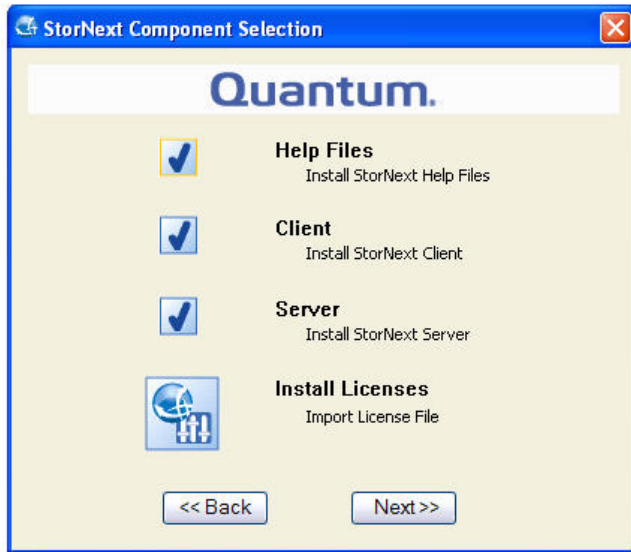 StorNext Component Selection
Quantum.
Help Files
Install StorNext Help Files
Client
Install StorNext Client
Server
Install StorNext Server
Install Licenses
Import License File
<< Back
Next >>